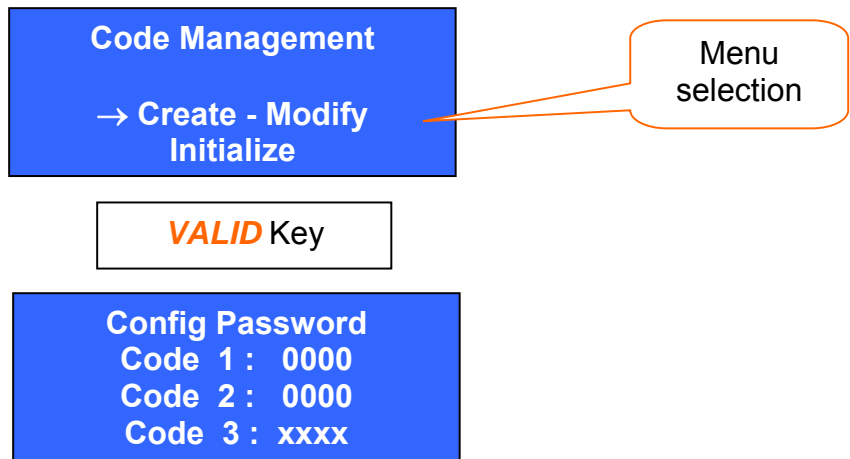 Code Management
→ Create - Modify
Initialize
Menu
selection
VALID Key
Config Password
Code 1 : 0000
Code 2 : 0000
Code 3 : xxxx